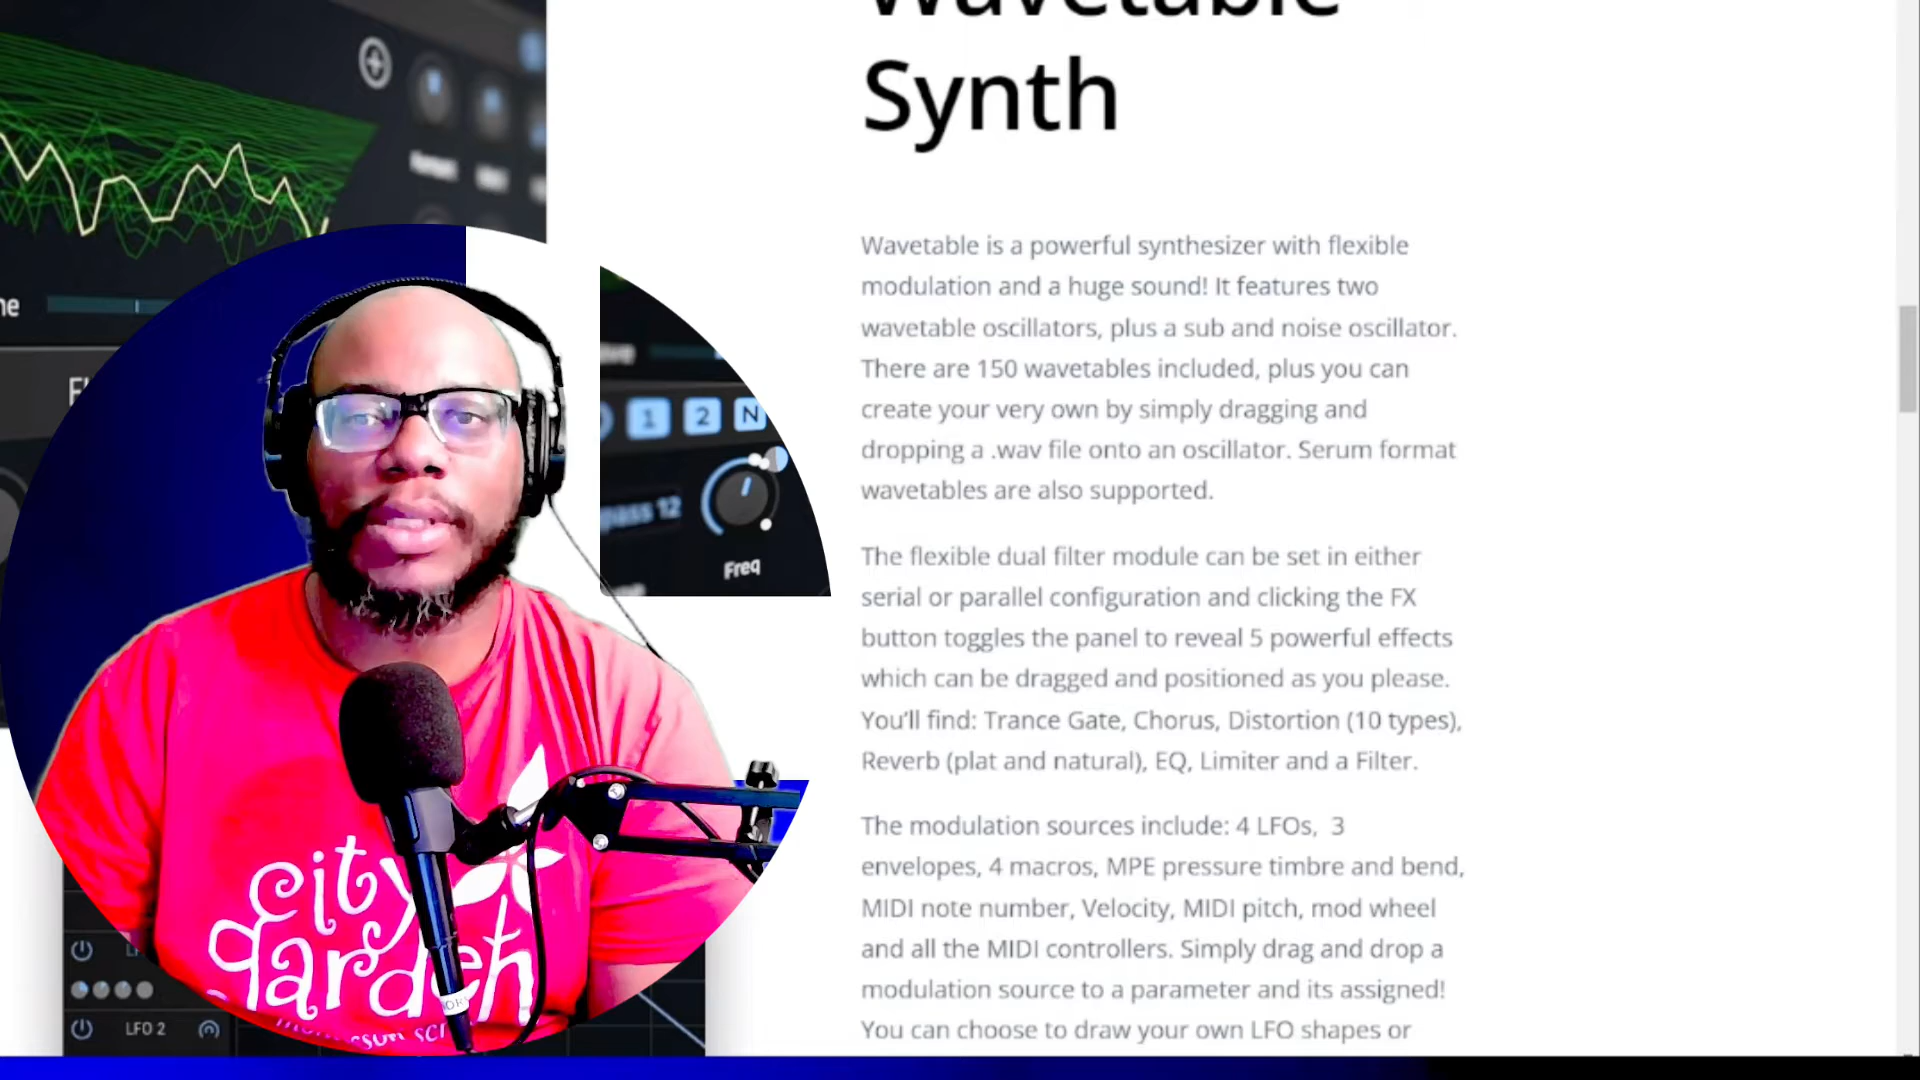 Wavetable
Synth
Wavetable is a powerful synthesizer with flexible
modulation and a huge sound! It features two
wavetable oscillators, plus a sub and noise oscillator.
There are 150 wavetables included, plus you can
create your very own by simply dragging and
dropping a .wav file onto an oscillator. Serum format
wavetables are also supported.
The flexible dual filter module can be set in either
serial or parallel configuration and clicking the FX
button toggles the panel to reveal 5 powerful effects
which can be dragged and positioned as you please.
You'll find: Trance Gate, Chorus, Distortion (10 types),
Reverb (plat and natural), EQ, Limiter and a Filter.
The modulation sources include: 4 LFOs, 3
envelopes, 4 macros, MPE pressure timbre and bend,
MIDI note number, Velocity, MIDI pitch, mod wheel
and all the MIDI controllers. Simply drag and drop a
modulation source to a parameter and its assigned!
You can choose to draw your own LFO shapes or
1 2 N
pass 12
Freq
city
garden
LFO 2